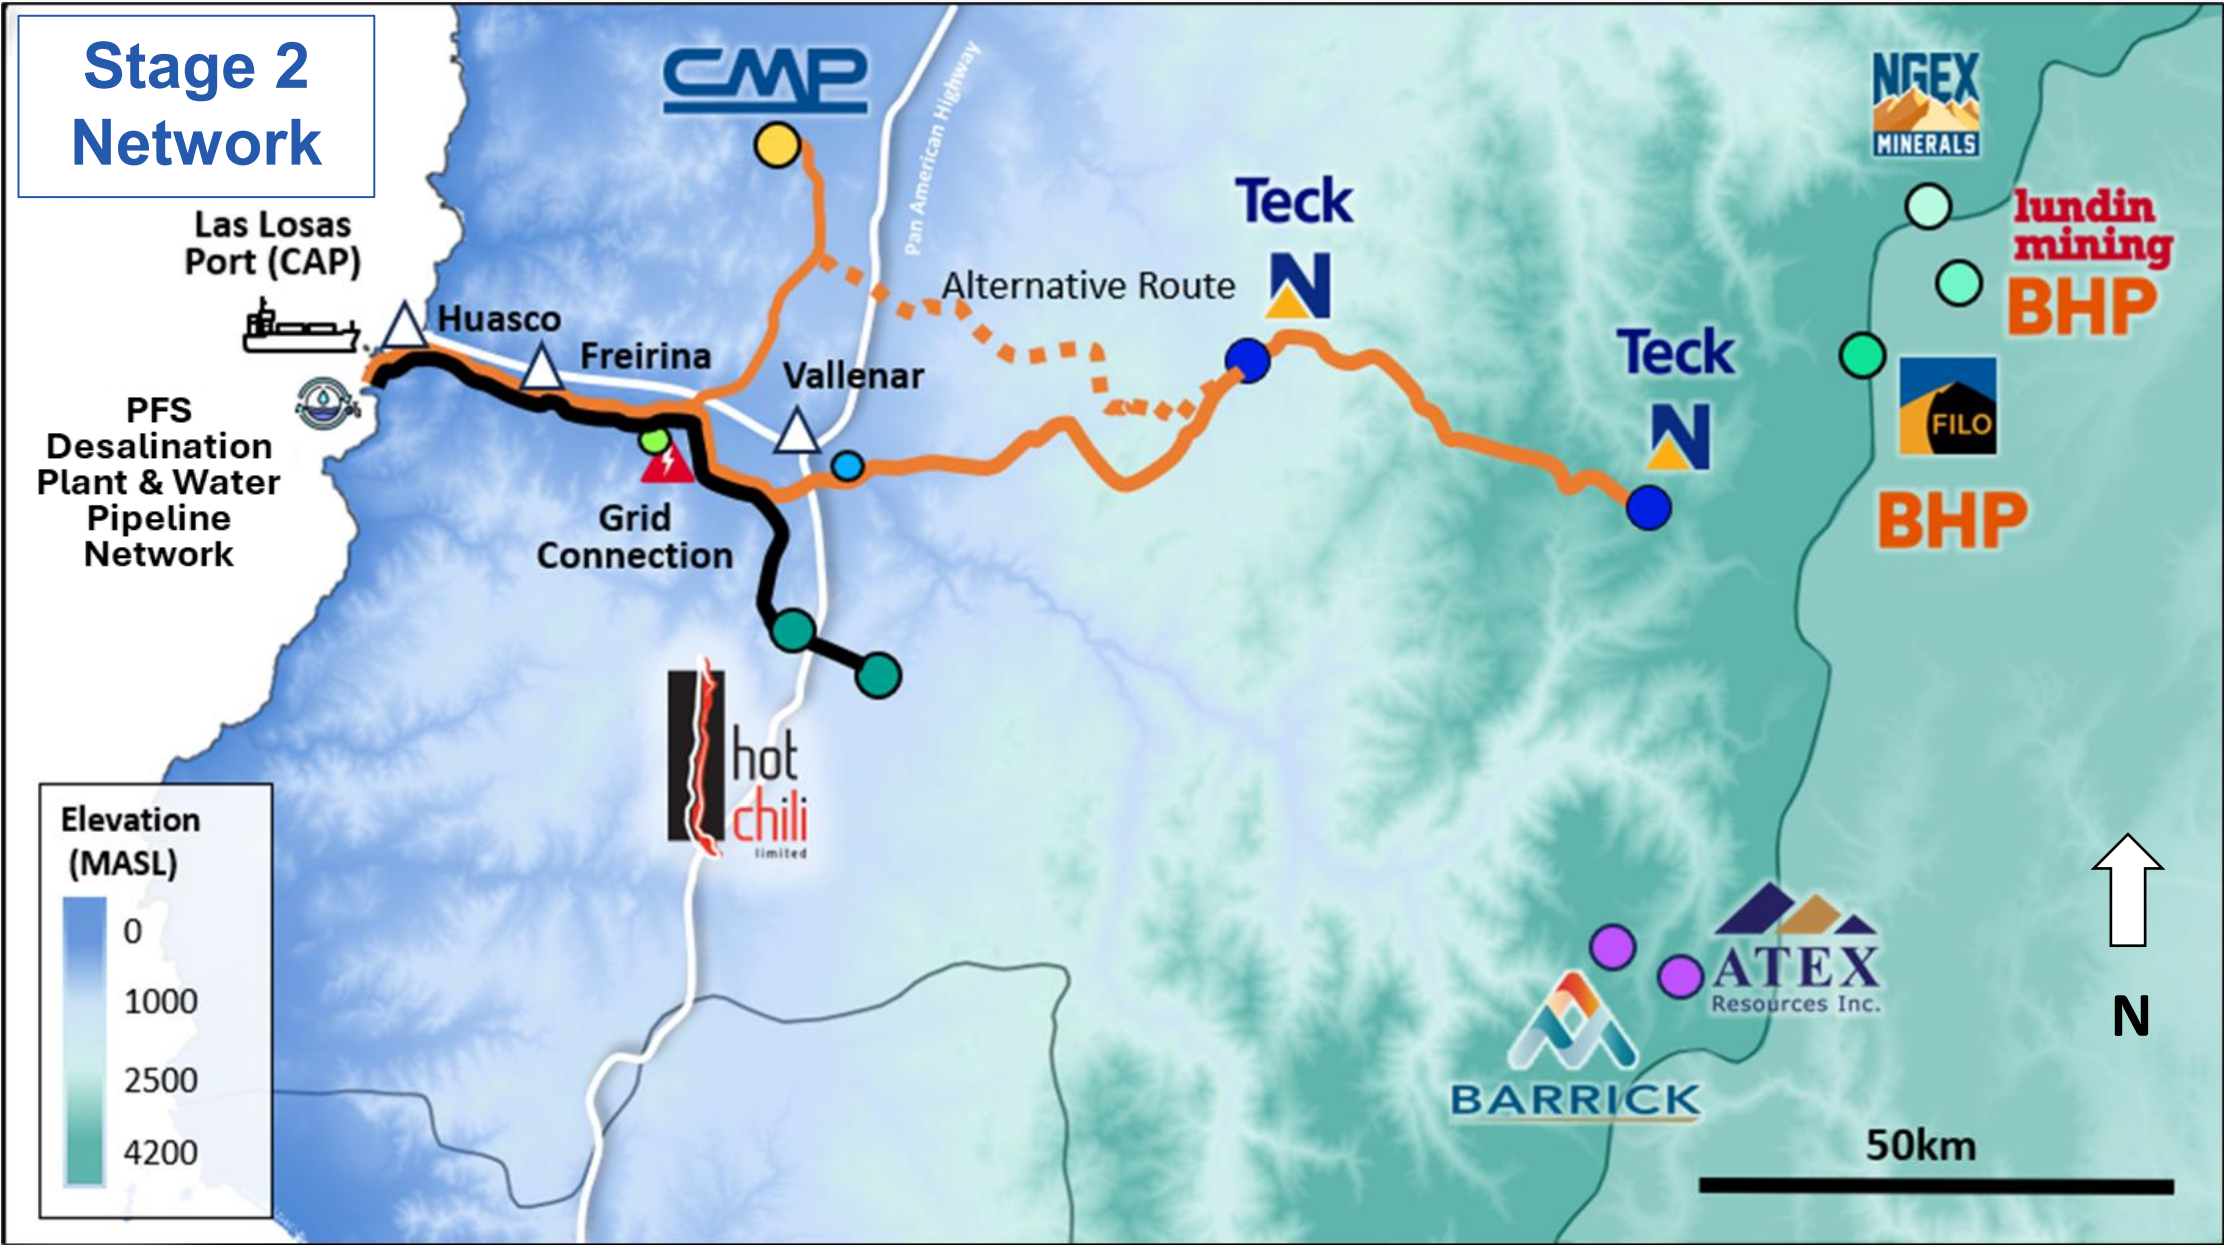 Stage 2
Network
CMP
Pan American Highway
NGEX
MINERALS
Las Losas
Port (CAP)
Teck
lundin
mining
BHP
Alternative Route
Huasco
Freirina
Vallenar
Teck
FILO
BHP
PFS
Desalination
Plant & Water
Pipeline
Network
Grid
Connection
hot
chili
limited
Elevation
(MASL)
0
1000
2500
4200
ATEX
Resources Inc.
BARRICK
N
50km